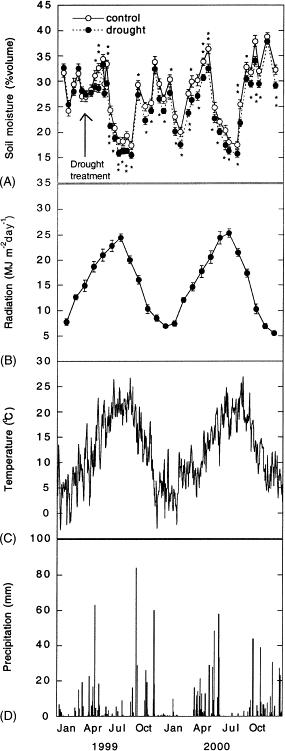 control
drought
Soil moisture (%volume)
45
40
35
30
25
20
15
Drought
treatment
(A)
35
Radiation (MJ m⁻²day⁻¹)
30
25
20
15
10
5
(B)
30
Temperature (℃)
25
20
15
10
5
0
(C)
100
Precipitation (mm)
80
60
40
20
(D)
0
Jan Apr Jul Oct Jan Apr Jul Oct
1999 2000